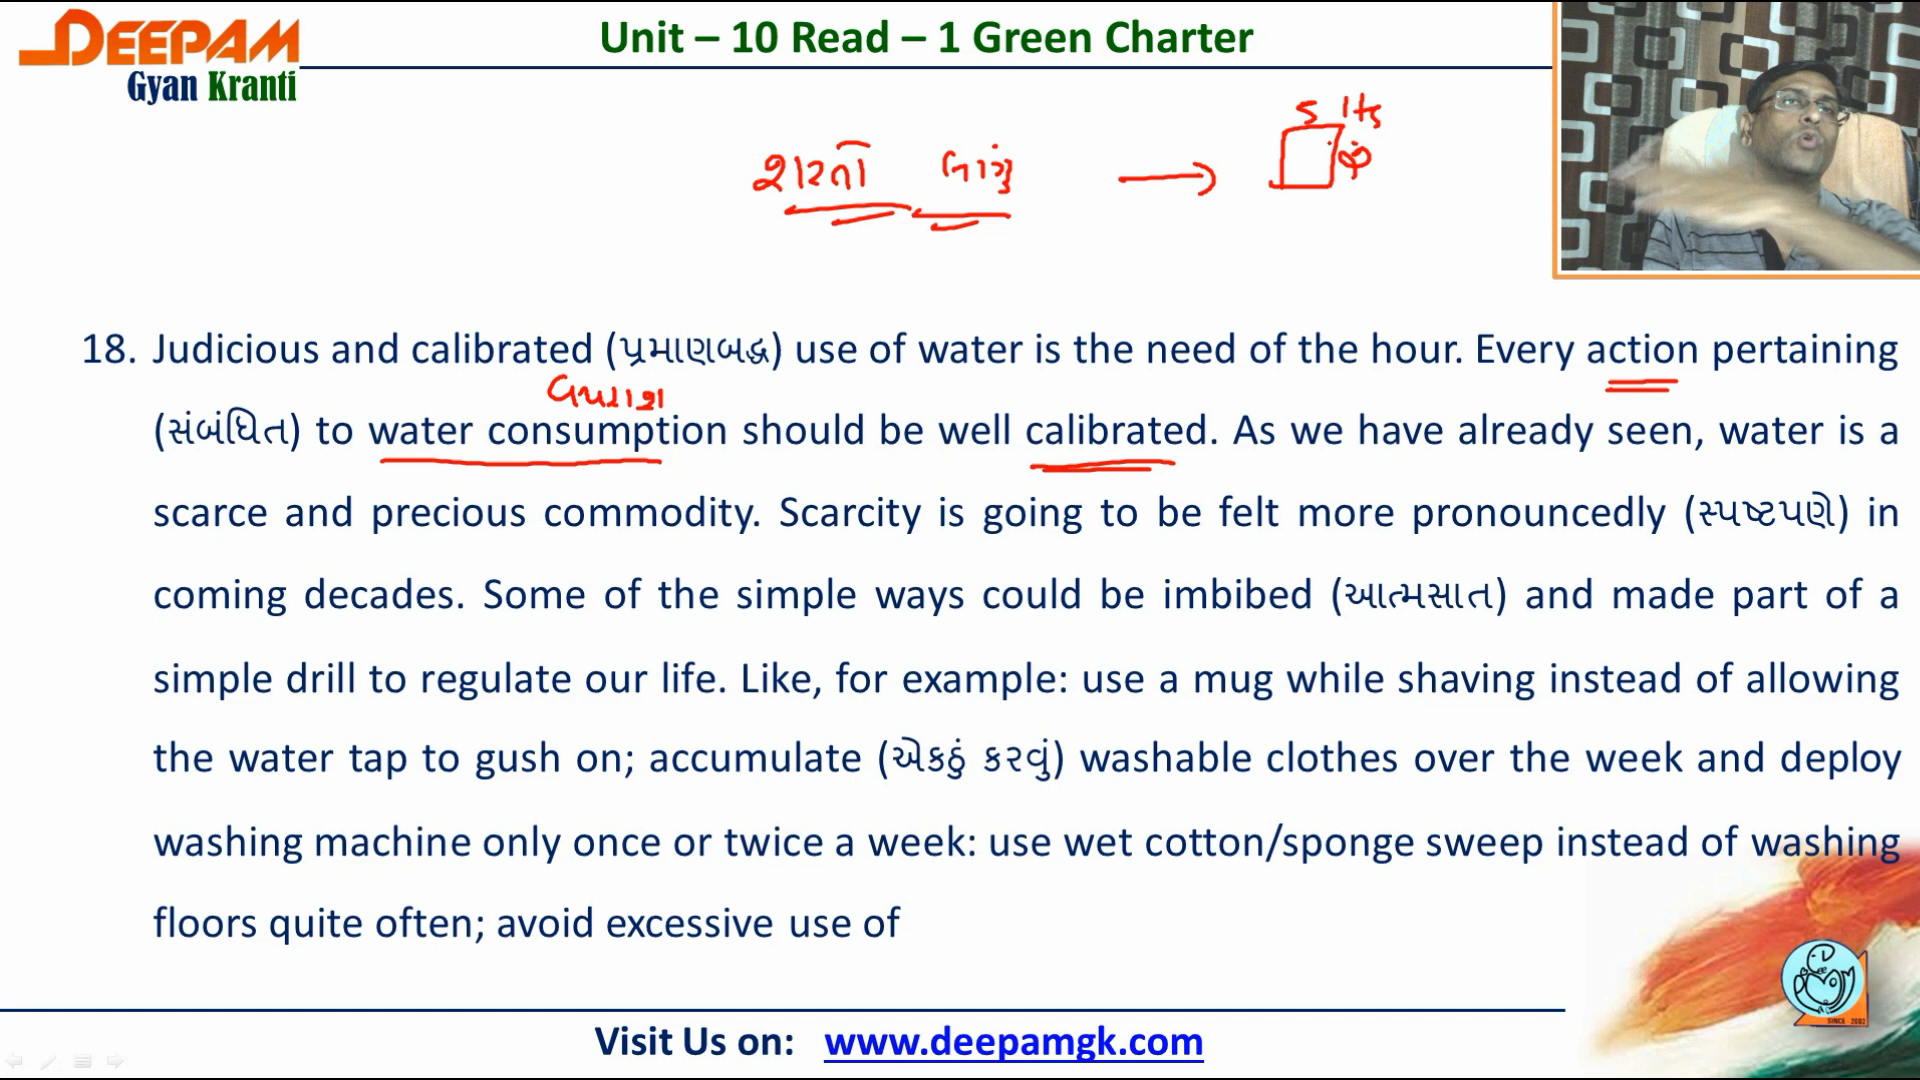 DEEPAM
Gyan Kranti
Unit – 10 Read – 1 Green Charter
5 lts
શરતો લાગુ
18. Judicious and calibrated (પ્રમાણબદ્ધ) use of water is the need of the hour. Every action pertaining
વપરાશ
(સંબંધિત) to water consumption should be well calibrated. As we have already seen, water is a
scarce and precious commodity. Scarcity is going to be felt more pronouncedly (સ્પષ્ટપણે) in
coming decades. Some of the simple ways could be imbibed (આત્મસાત) and made part of a
simple drill to regulate our life. Like, for example: use a mug while shaving instead of allowing
the water tap to gush on; accumulate (એકઠું કરવું) washable clothes over the week and deploy
washing machine only once or twice a week: use wet cotton/sponge sweep instead of washing
floors quite often; avoid excessive use of
SINCE - 2002
Visit Us on: www.deepamgk.com